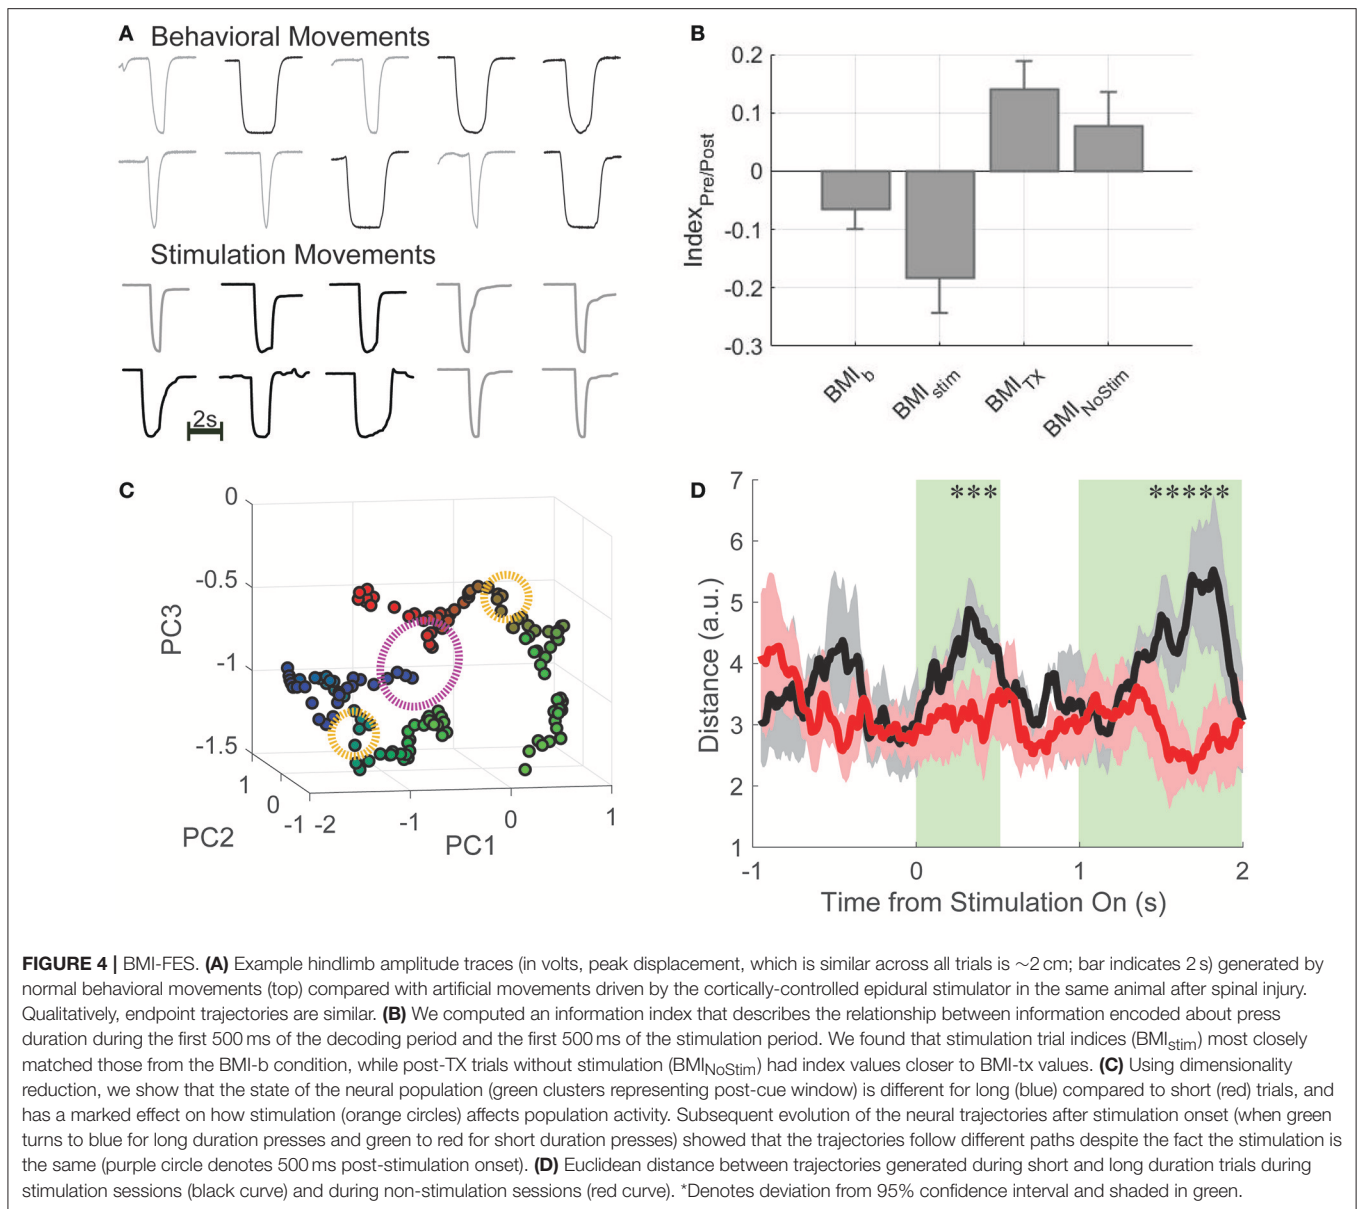 A Behavioral Movements
Stimulation Movements
2s
B
Index Pre/Post
0.2
0.1
0
-0.1
-0.2
-0.3
BMI b
BMI stim
BMI TX
BMI NoStim
C
PC3
0
-0.5
-1
-1.5
1
0
-1
PC2
-2
-1
0
1
PC1
D
Distance (a.u.)
7
6
5
4
3
2
1
***
*****
-1
0
1
2
Time from Stimulation On (s)
FIGURE 4 | BMI-FES. (A) Example hindlimb amplitude traces (in volts, peak displacement, which is similar across all trials is ~2 cm; bar indicates 2 s) generated by
normal behavioral movements (top) compared with artificial movements driven by the cortically-controlled epidural stimulator in the same animal after spinal injury.
Qualitatively, endpoint trajectories are similar. (B) We computed an information index that describes the relationship between information encoded about press
duration during the first 500 ms of the decoding period and the first 500 ms of the stimulation period. We found that stimulation trial indices (BMIstim) most closely
matched those from the BMI-b condition, while post-TX trials without stimulation (BMINoStim) had index values closer to BMI-tx values. (C) Using dimensionality
reduction, we show that the state of the neural population (green clusters representing post-cue window) is different for long (blue) compared to short (red) trials, and
has a marked effect on how stimulation (orange circles) affects population activity. Subsequent evolution of the neural trajectories after stimulation onset (when green
turns to blue for long duration presses and green to red for short duration presses) showed that the trajectories follow different paths despite the fact the stimulation is
the same (purple circle denotes 500 ms post-stimulation onset). (D) Euclidean distance between trajectories generated during short and long duration trials during
stimulation sessions (black curve) and during non-stimulation sessions (red curve). *Denotes deviation from 95% confidence interval and shaded in green.